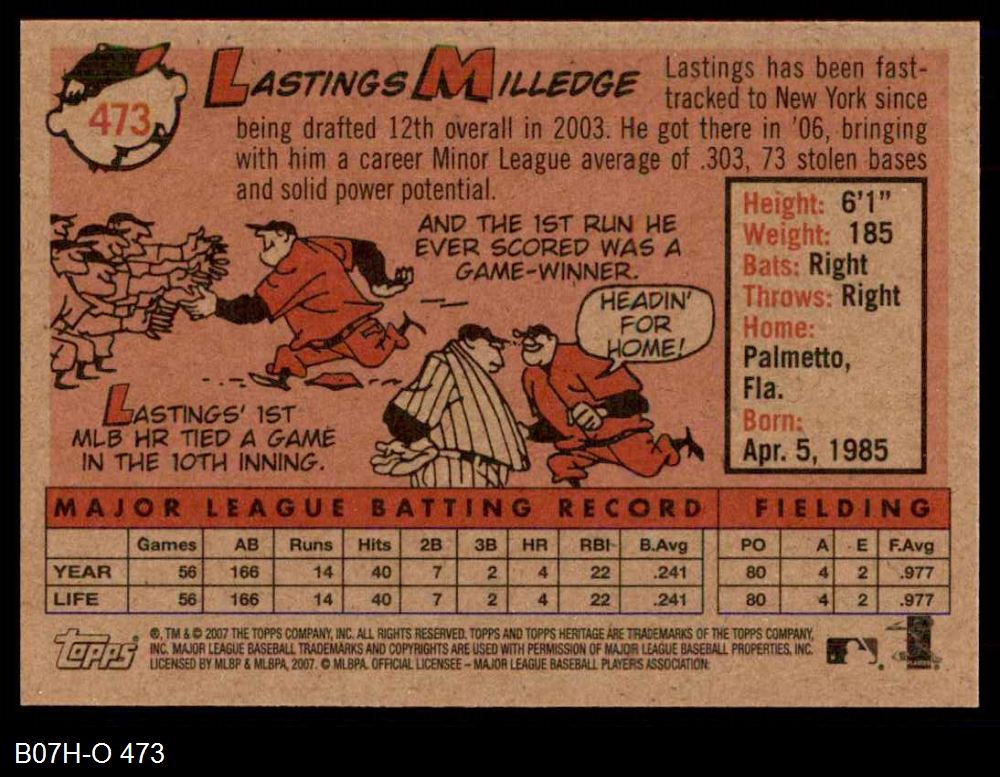 473
LASTINGS MILLEDGE
Lastings has been fast-
tracked to New York since
being drafted 12th overall in 2003. He got there in '06, bringing
with him a career Minor League average of .303, 73 stolen bases
and solid power potential.
AND THE 1ST RUN HE
EVER SCORED WAS A
GAME-WINNER.
HEADIN'
FOR
HOME!
LASTINGS' 1ST
MLB HR TIED A GAME
IN THE 10TH INNING.
Height: 6'1"
Weight: 185
Bats: Right
Throws: Right
Home:
Palmetto,
Fla.
Born:
Apr. 5, 1985
MAJOR LEAGUE BATTING RECORD FIELDING
Games AB Runs Hits 2B 3B HR RBI B.Avg PO A E F.Avg
YEAR 56 166 14 40 7 2 4 22 .241 80 4 2 .977
LIFE 56 166 14 40 7 2 4 22 .241 80 4 2 .977
topps
®, TM & © 2007 THE TOPPS COMPANY, INC. ALL RIGHTS RESERVED. TOPPS AND TOPPS HERITAGE ARE TRADEMARKS OF THE TOPPS COMPANY,
INC. MAJOR LEAGUE BASEBALL TRADEMARKS AND COPYRIGHTS ARE USED WITH PERMISSION OF MAJOR LEAGUE BASEBALL PROPERTIES, INC.
LICENSED BY MLBP & MLBPA, 2007. © MLBPA. OFFICIAL LICENSEE – MAJOR LEAGUE BASEBALL PLAYERS ASSOCIATION.
B07H-O 473